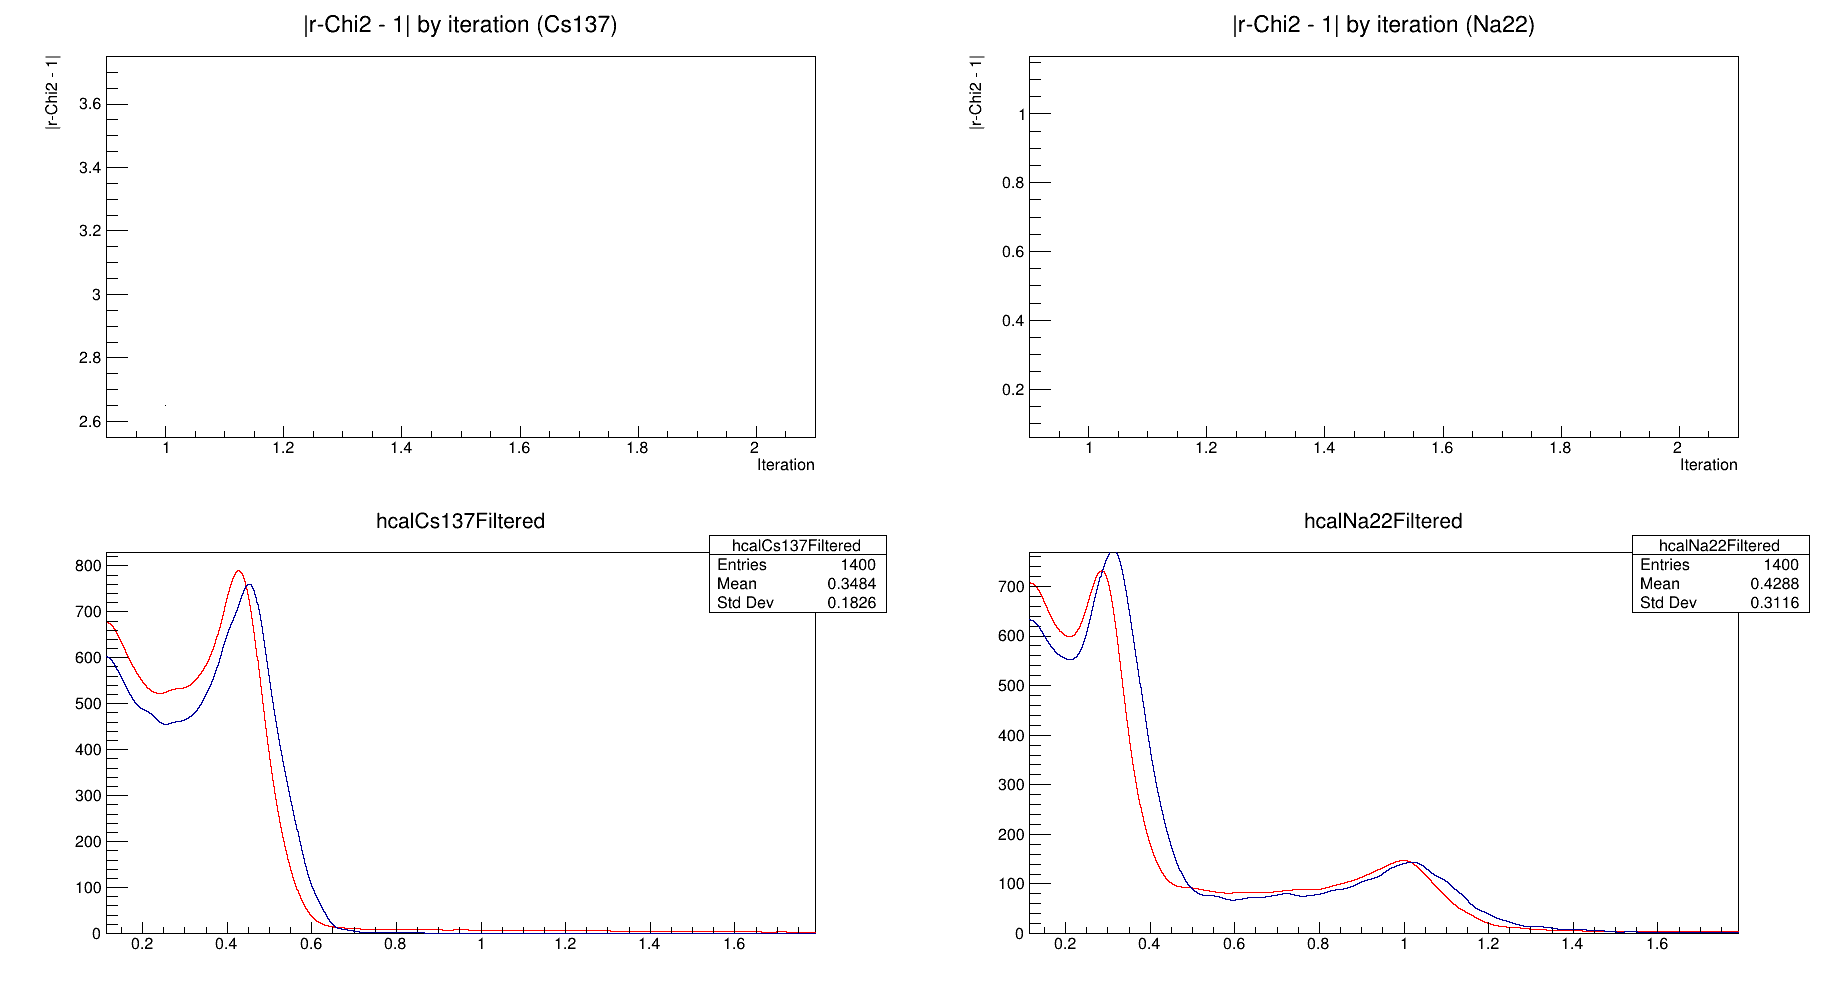 |r-Chi2 - 1| by iteration (Cs137)
|r-Chi2 - 1|
3.6
3.4
3.2
3
2.8
2.6
1 1.2 1.4 1.6 1.8 2
Iteration
|r-Chi2 - 1| by iteration (Na22)
|r-Chi2 - 1|
1
0.8
0.6
0.4
0.2
1 1.2 1.4 1.6 1.8 2
Iteration
hcalCs137Filtered
hcalCs137Filtered
Entries 1400
Mean 0.3484
Std Dev 0.1826
800
700
600
500
400
300
200
100
0
0.2 0.4 0.6 0.8 1 1.2 1.4 1.6
hcalNa22Filtered
hcalNa22Filtered
Entries 1400
Mean 0.4288
Std Dev 0.3116
700
600
500
400
300
200
100
0
0.2 0.4 0.6 0.8 1 1.2 1.4 1.6